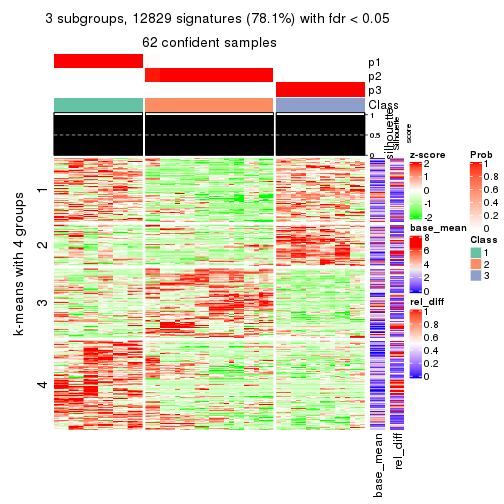 3 subgroups, 12829 signatures (78.1%) with fdr < 0.05
62 confident samples
p1
p2
p3
Class
1
0.5
0
silhouette
Silhouette
score
k-means with 4 groups
1
2
3
4
base_mean
rel_diff
z-score
2
1
0
-1
-2
base_mean
8
6
4
2
0
rel_diff
1
0.8
0.6
0.4
0.2
0
Prob
1
0.8
0.6
0.4
0.2
0
Class
1
2
3